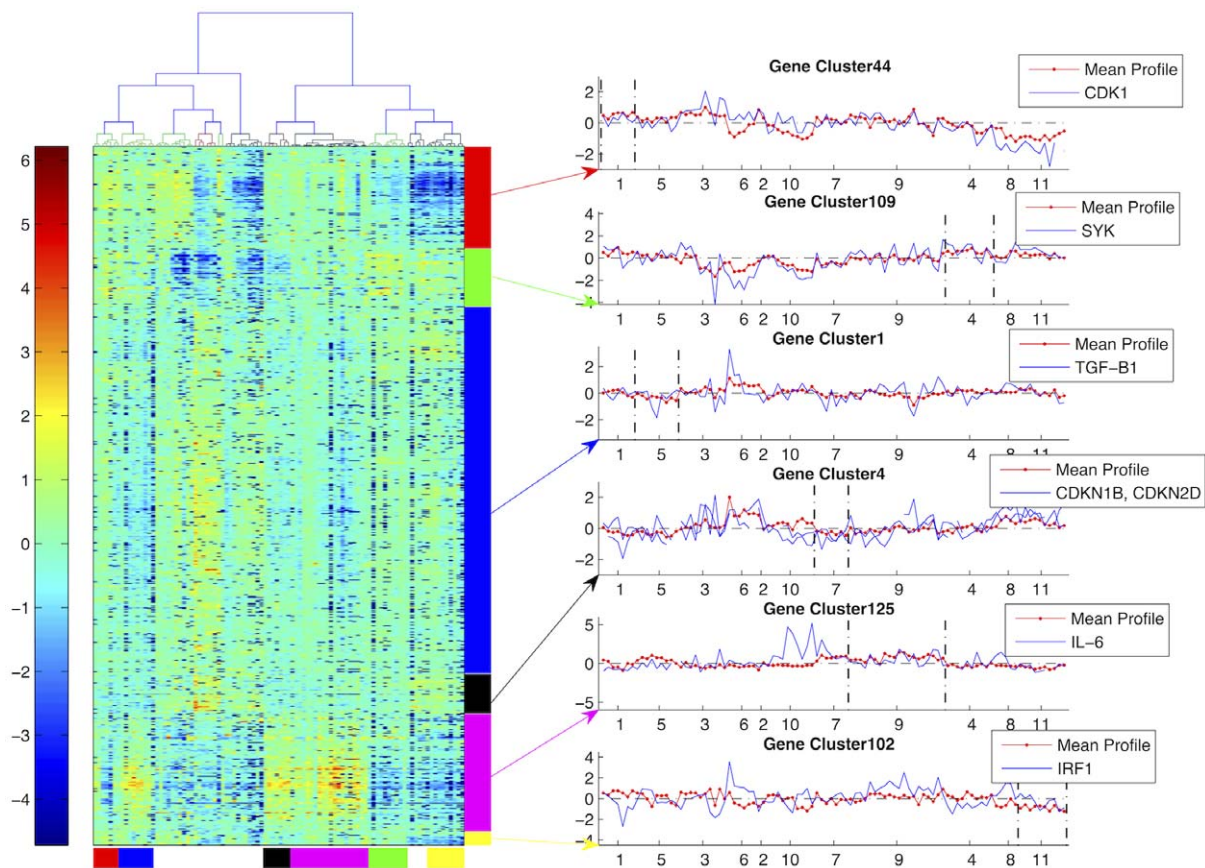 6
5
4
3
2
1
0
−1
−2
−3
−4
Gene Cluster44
Mean Profile
CDK1
2
0
−2
1 5 3 6 2 10 7 9 4 8 11
Gene Cluster109
Mean Profile
SYK
4
2
0
−2
1 5 3 6 2 10 7 9 4 8 11
Gene Cluster1
Mean Profile
TGF−B1
2
0
−2
1 5 3 6 2 10 7 9 4 8 11
Gene Cluster4
Mean Profile
CDKN1B, CDKN2D
2
0
−2
1 5 3 6 2 10 7 9 4 8 11
Gene Cluster125
Mean Profile
IL−6
5
0
−5
1 5 3 6 2 10 7 9 4 8 11
Gene Cluster102
Mean Profile
IRF1
4
2
0
−2
−4
1 5 3 6 2 10 7 9 4 8 11